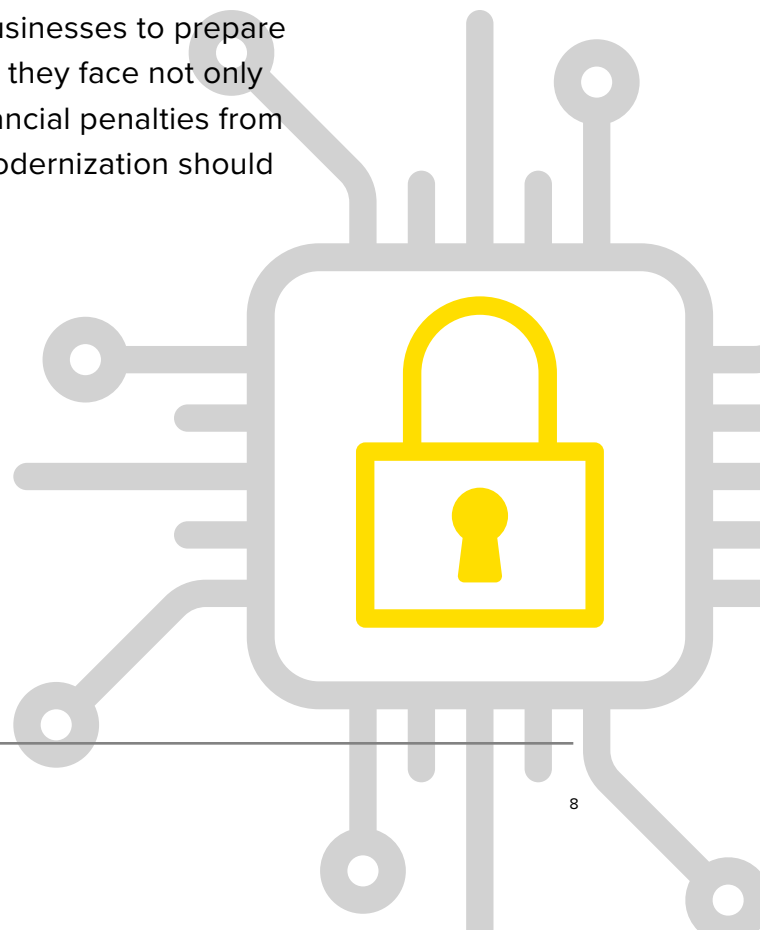 usinesses to prepare
they face not only
ancial penalties from
odernization should
8